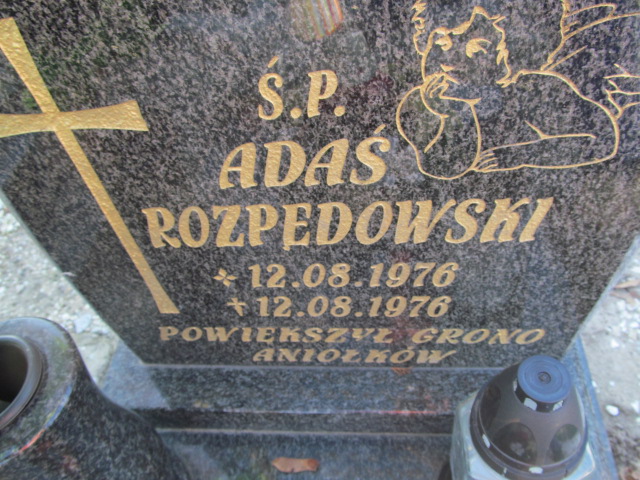 Ś.P.
ADAŚ
ROZPEDOWSKI
12.08.1976
12.08.1976
POWIEKSZYŁ GRONO
ANIOŁKÓW